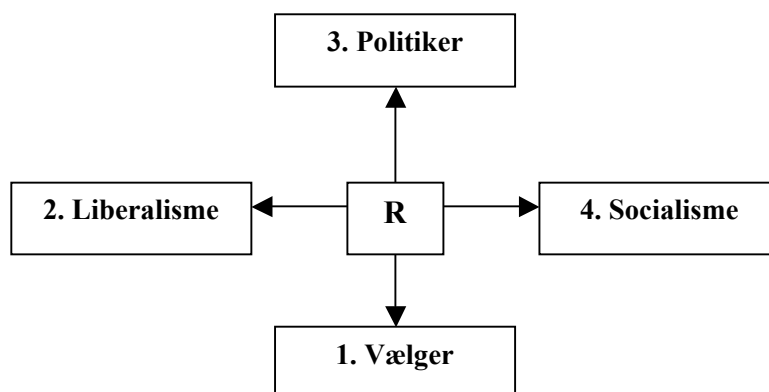 3. Politiker
2. Liberalisme
R
4. Socialisme
1. Vælger